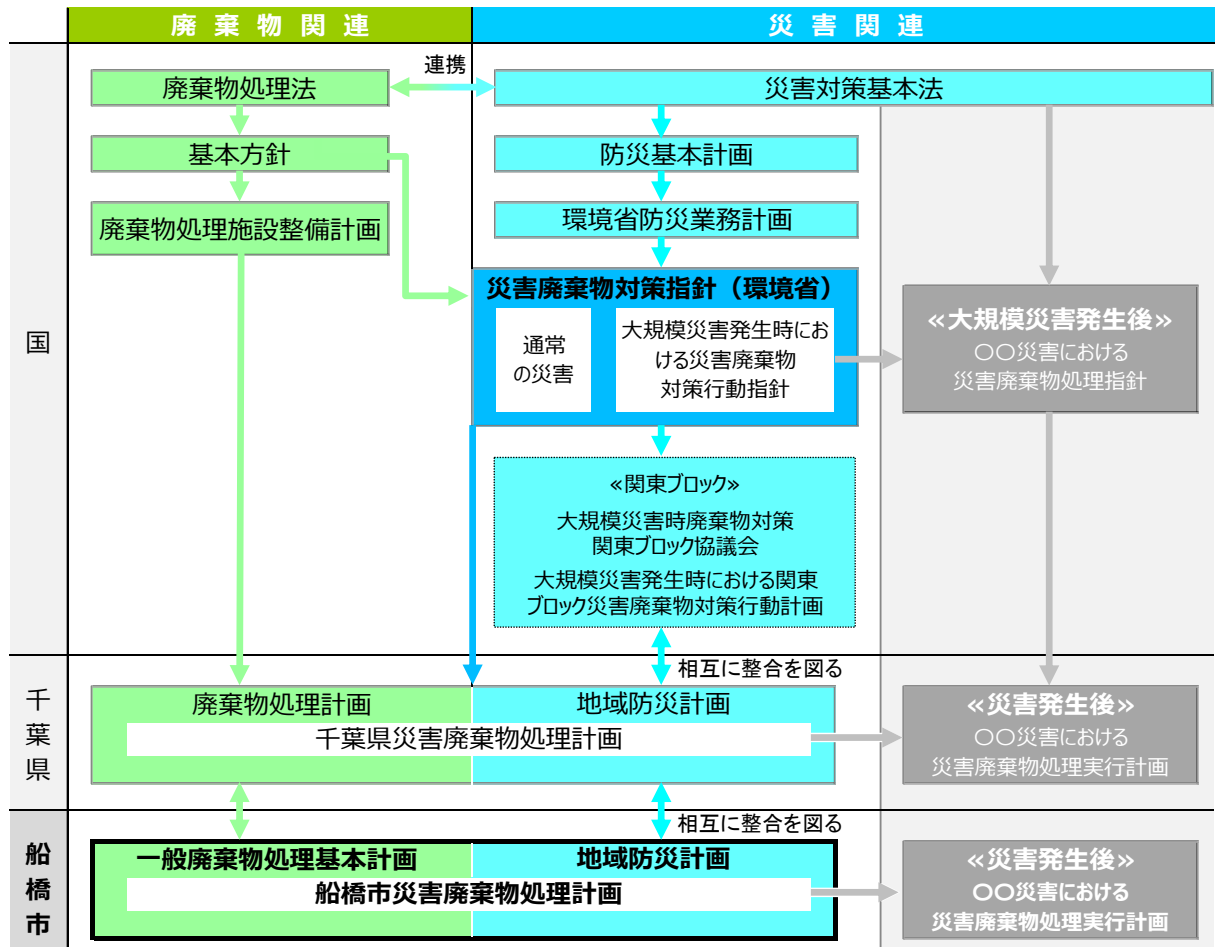 廃棄物関連
災害関連
国
連携
廃棄物処理法
災害対策基本法
基本方針
防災基本計画
廃棄物処理施設整備計画
環境省防災業務計画
災害廃棄物対策指針（環境省）
通常
の災害
大規模災害発生時にお
ける災害廃棄物
対策行動指針
≪大規模災害発生後≫
〇〇災害における
災害廃棄物処理指針
≪関東ブロック≫
大規模災害時廃棄物対策
関東ブロック協議会
大規模災害発生時における関東
ブロック災害廃棄物対策行動計画
相互に整合を図る
千
葉
県
廃棄物処理計画
地域防災計画
千葉県災害廃棄物処理計画
≪災害発生後≫
〇〇災害における
災害廃棄物処理実行計画
相互に整合を図る
船
橋
市
一般廃棄物処理基本計画
地域防災計画
船橋市災害廃棄物処理計画
≪災害発生後≫
〇〇災害における
災害廃棄物処理実行計画